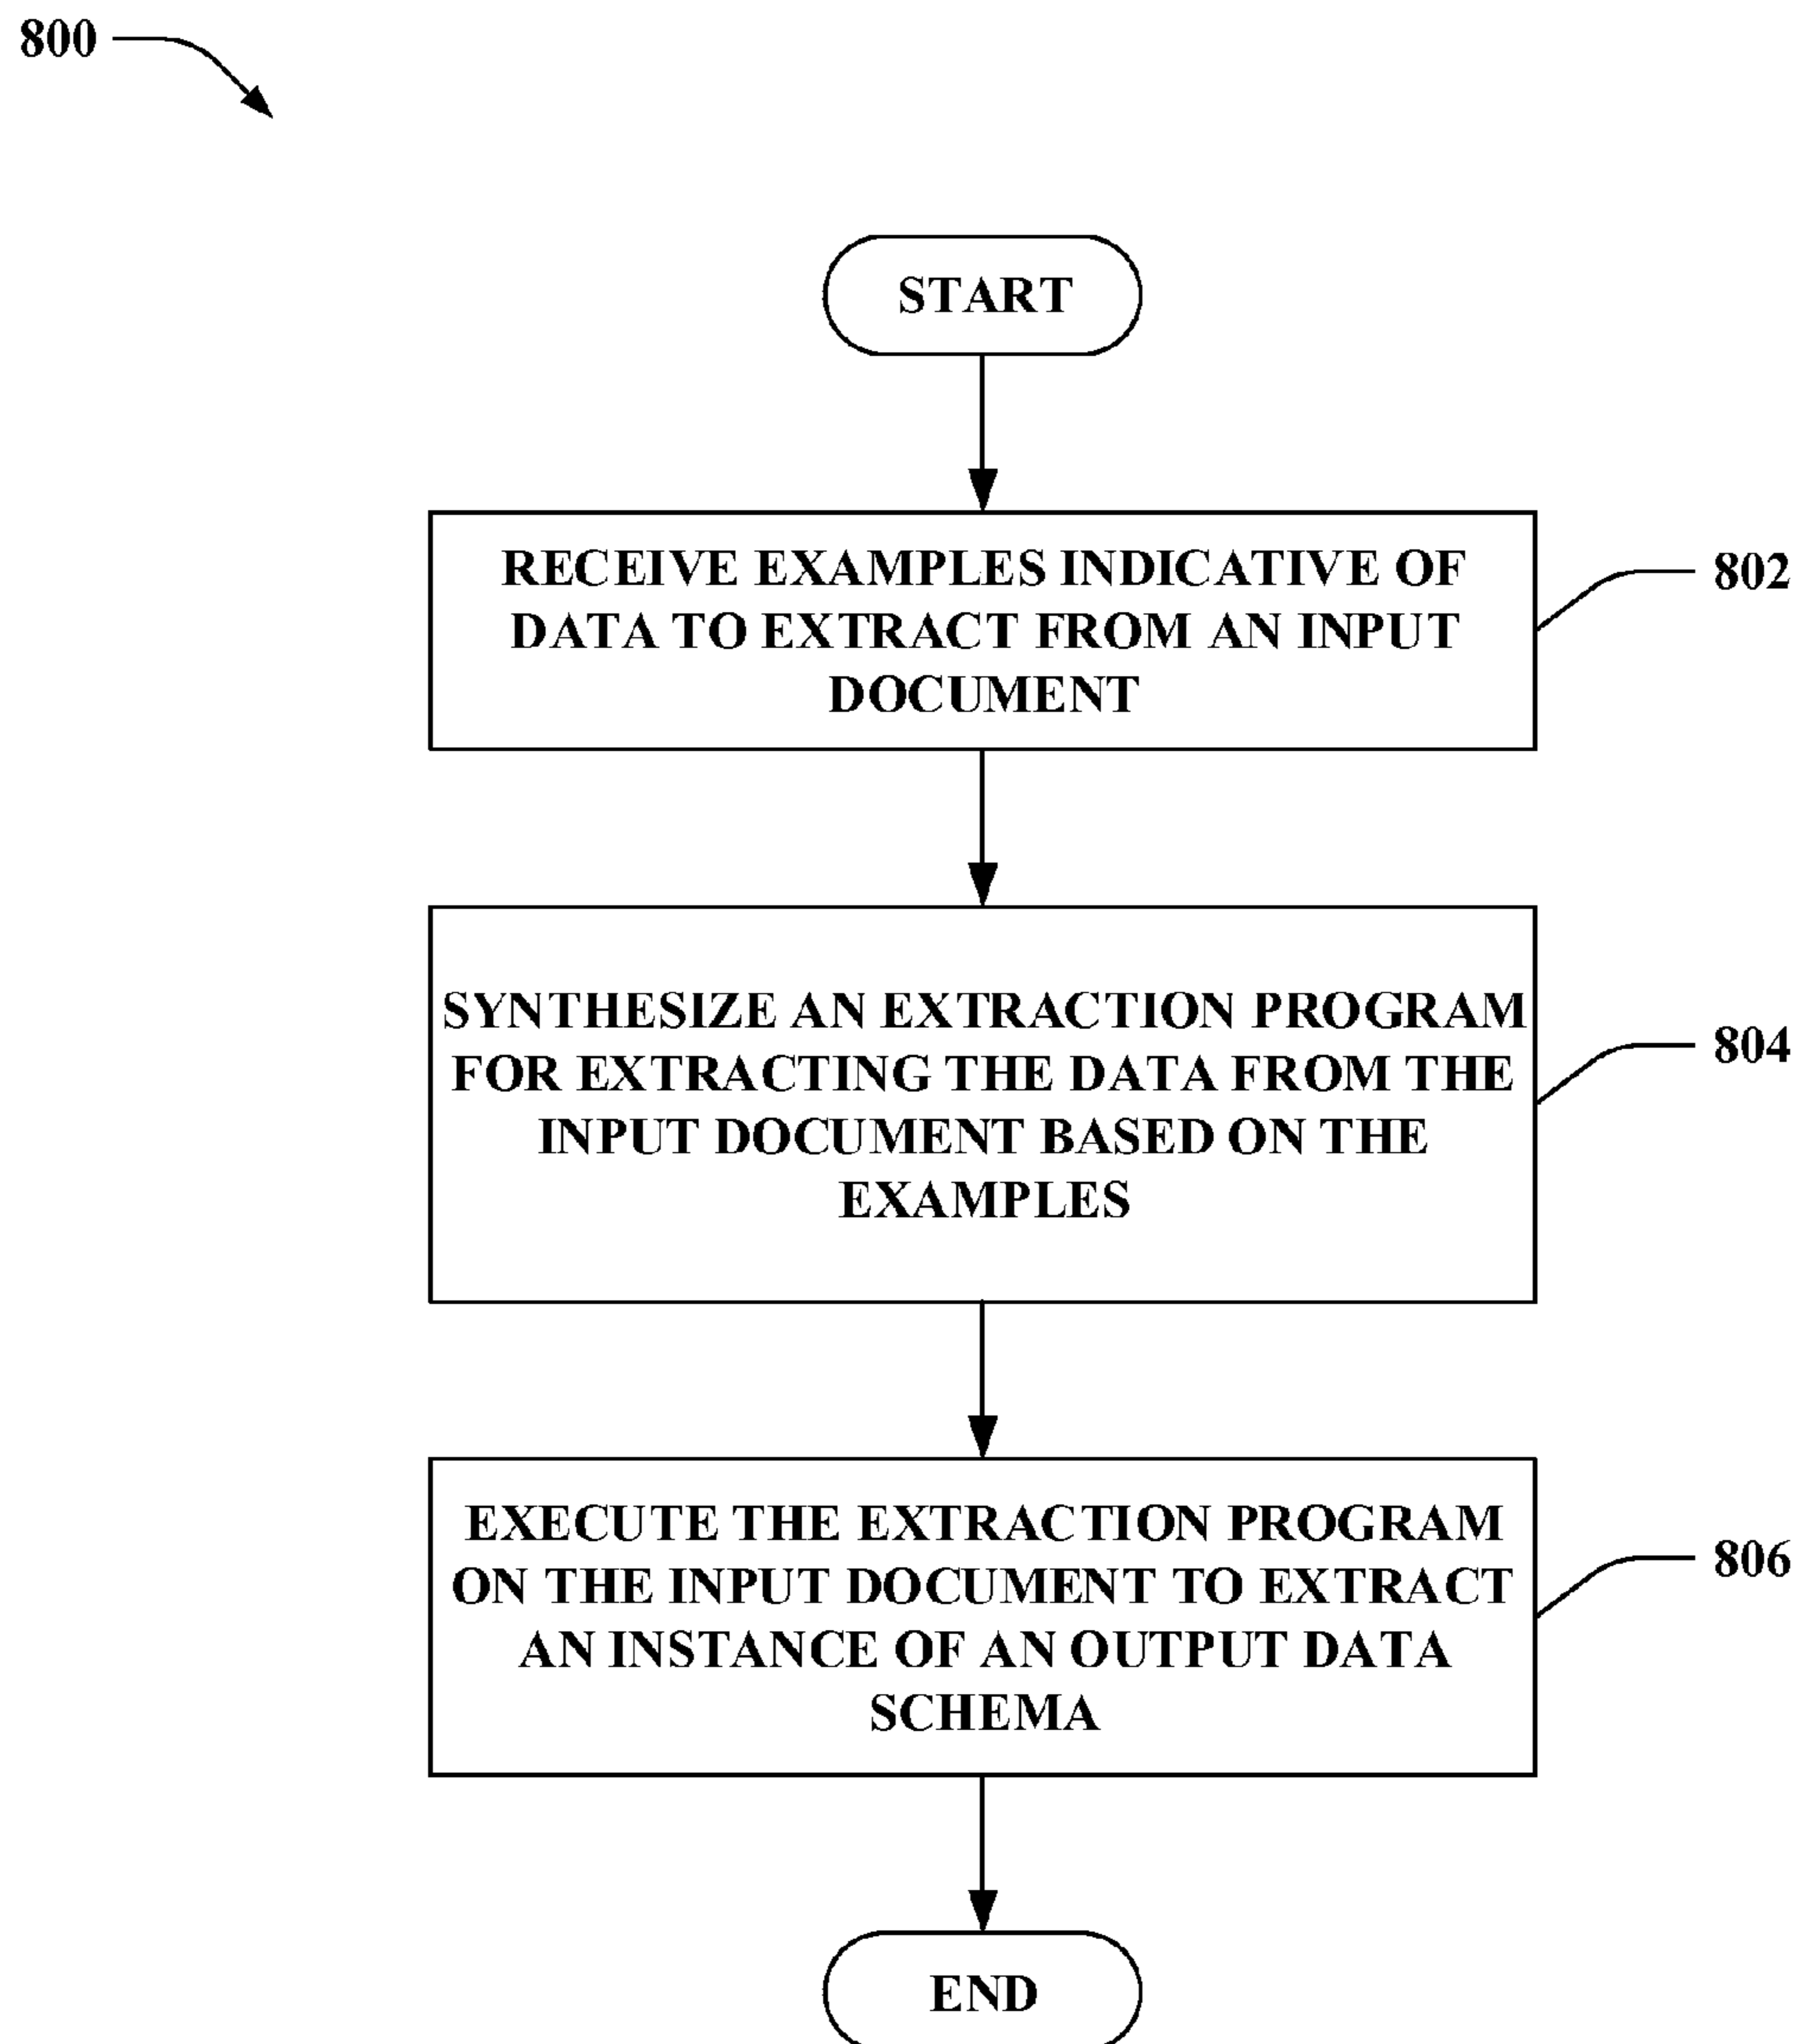 800
START
RECEIVE EXAMPLES INDICATIVE OF
DATA TO EXTRACT FROM AN INPUT
DOCUMENT
802
SYNTHESIZE AN EXTRACTION PROGRAM
FOR EXTRACTING THE DATA FROM THE
INPUT DOCUMENT BASED ON THE
EXAMPLES
804
EXECUTE THE EXTRACTION PROGRAM
ON THE INPUT DOCUMENT TO EXTRACT
AN INSTANCE OF AN OUTPUT DATA
SCHEMA
806
END